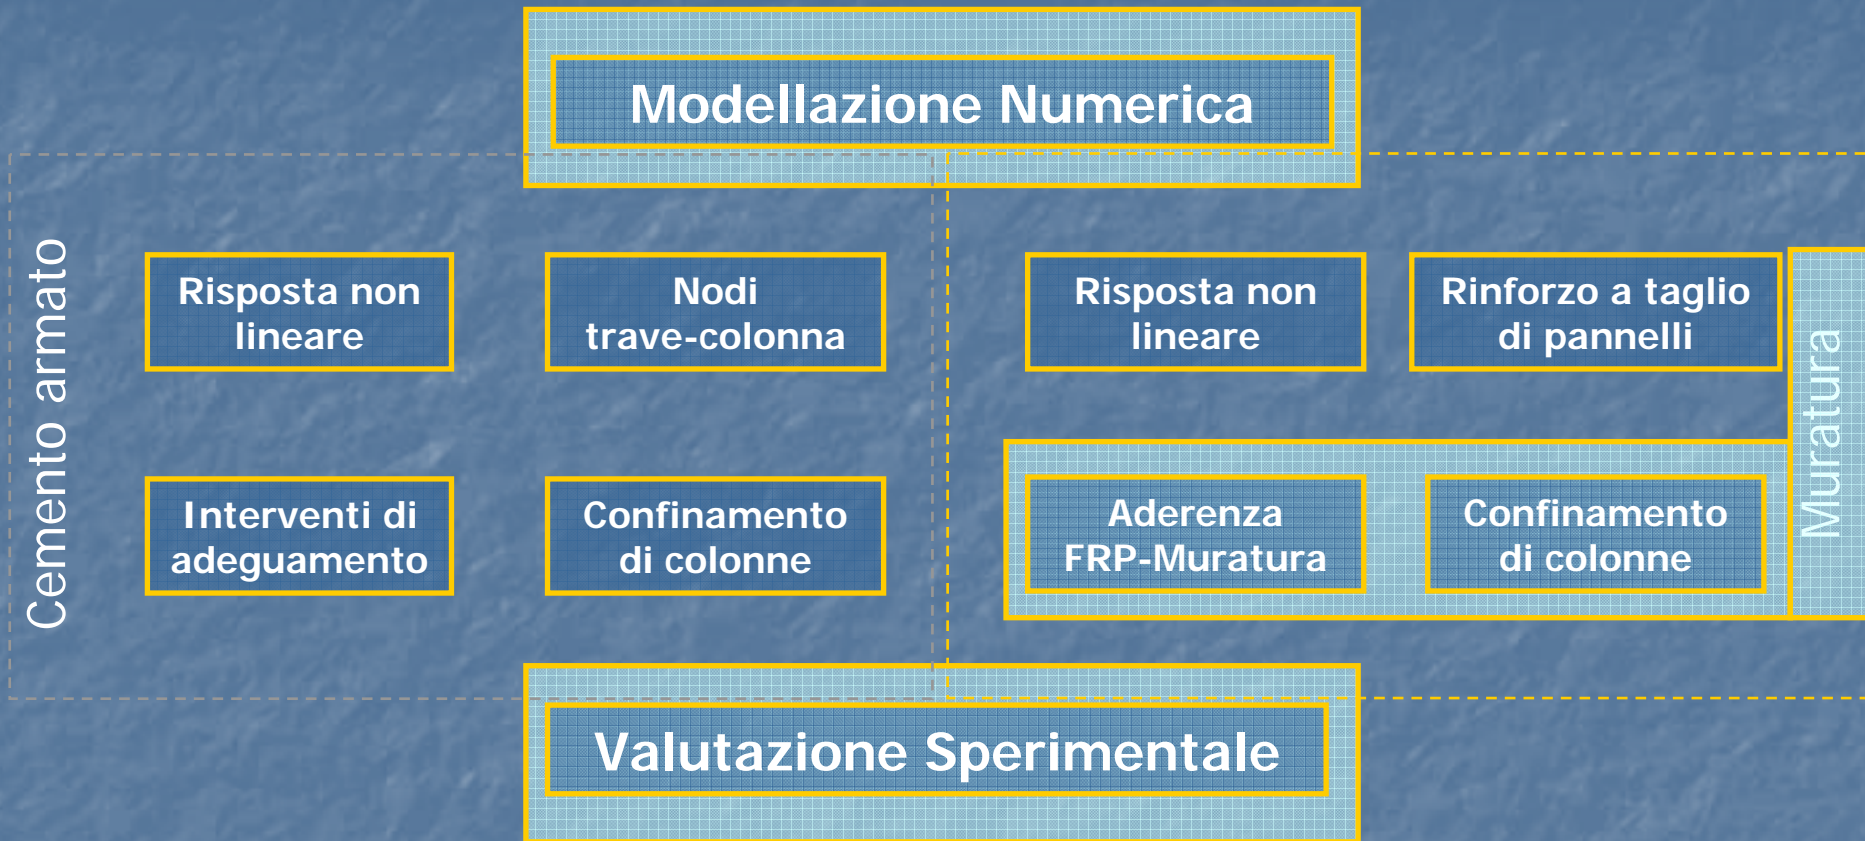 Modellazione Numerica
Cemento armato
Risposta non
lineare
Nodi
trave-colonna
Interventi di
adeguamento
Confinamento
di colonne
Risposta non
lineare
Rinforzo a taglio
di pannelli
Aderenza
FRP-Muratura
Confinamento
di colonne
Muratura
Valutazione Sperimentale